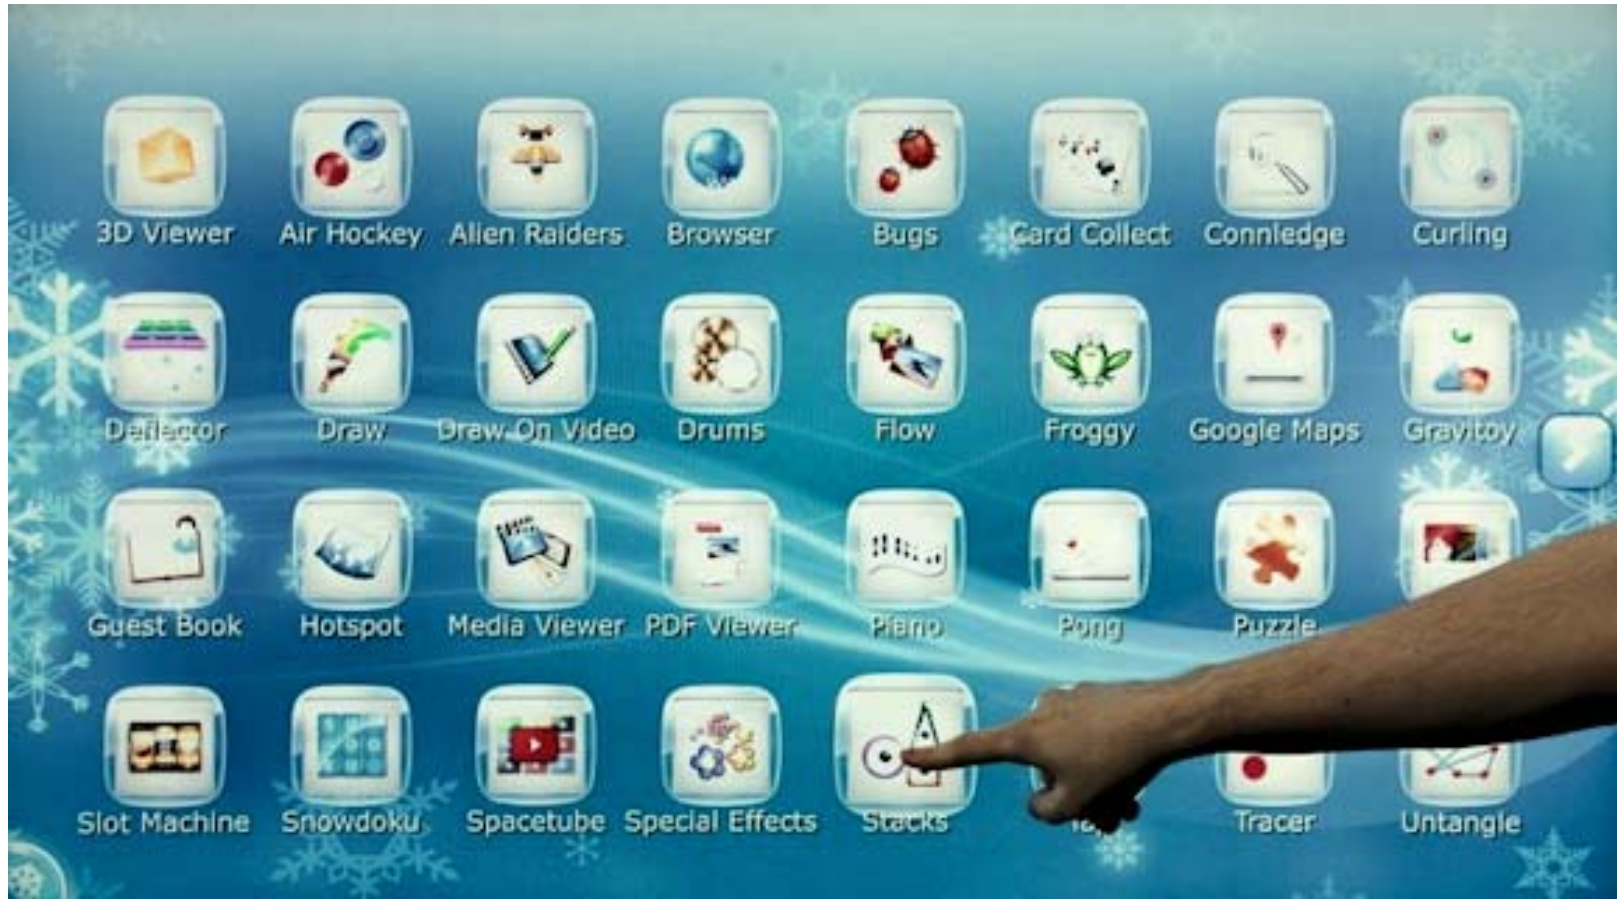 3D Viewer Air Hockey Alien Raiders Browser Bugs Card Collect Connledge Curling
Deflector Draw Draw On Video Drums Flow Froggy Google Maps Gravitoy
Guest Book Hotspot Media Viewer PDF Viewer Piano Pong Puzzle
Slot Machine Snowdoku Spacetube Special Effects Stacks Tracer Untangle